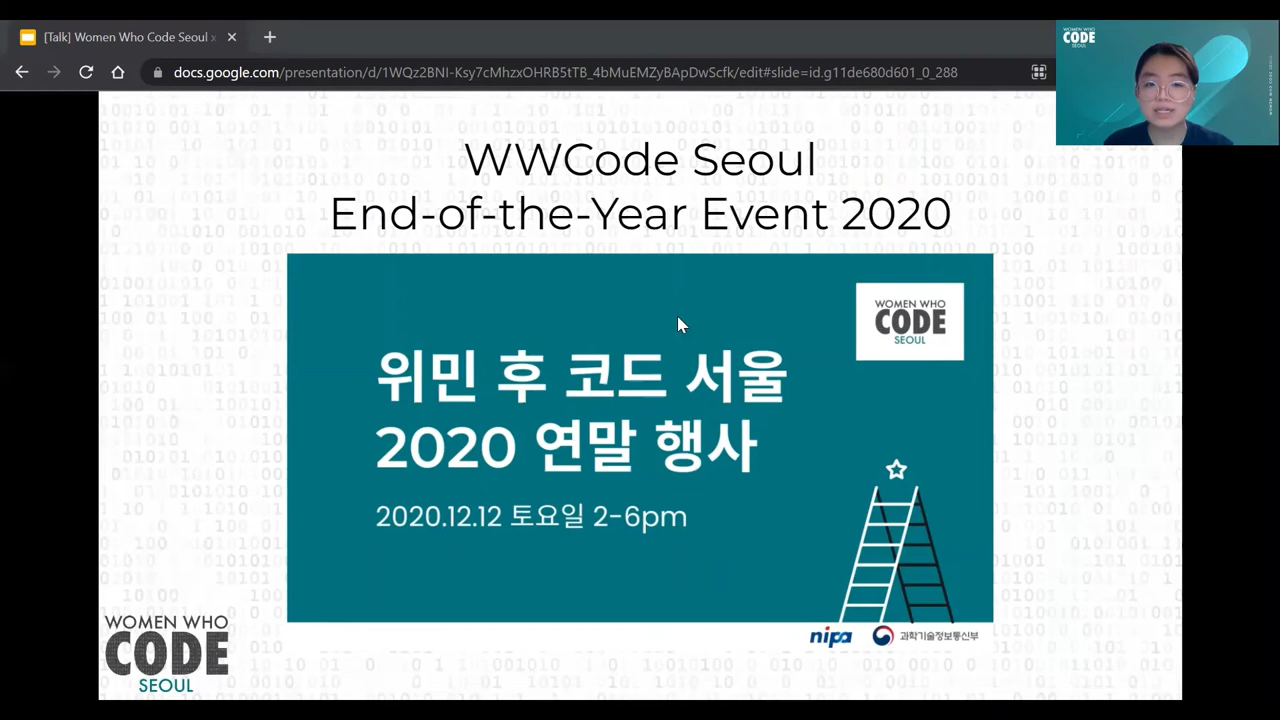 [Talk] Women Who Code Seoul x
docs.google.com/presentation/d/1WQz2BNI-Ksy7cMhzxOHRB5tTB_4bMuEMZyBApDwScfk/edit#slide=id.g11de680d601_0_288
WOMEN WHO
CODE
SEOUL
WWCode Seoul
End-of-the-Year Event 2020
WOMEN WHO
CODE
SEOUL
위민 후 코드 서울
2020 연말 행사
2020.12.12 토요일 2-6pm
nipa 과학기술정보통신부
WOMEN WHO
CODE
SEOUL